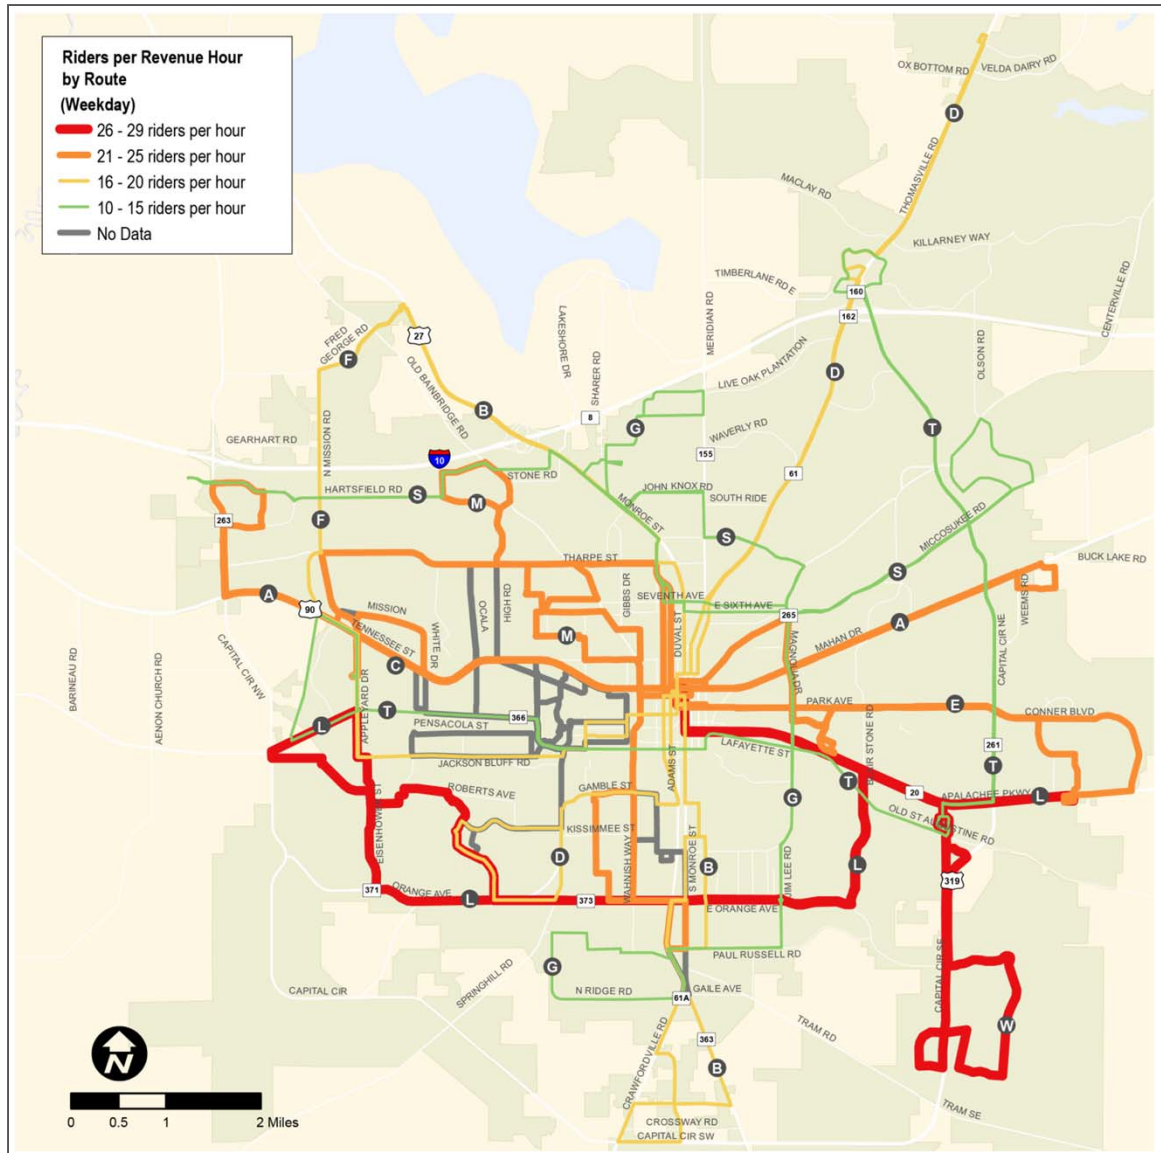 Riders per Revenue Hour
by Route
(Weekday)
26 - 29 riders per hour
21 - 25 riders per hour
16 - 20 riders per hour
10 - 15 riders per hour
No Data
OX BOTTOM RD
VELDA DAIRY RD
D
THOMASVILLE RD
MACLAY RD
KILLARNEY WAY
TIMBERLANE RD E
160
162
CENTERVILLE RD
MERIDIAN RD
LAKESHORE DR
SHARER RD
OLSON RD
FRED
GEORGE RD
F
27
OLD BAINBRIDGE RD
B
8
LIVE OAK PLANTATION
D
G
T
WAVERLY RD
155
GEARHART RD
N MISSION RD
10
STONE RD
61
HARTSFIELD RD
S
M
JOHN KNOX RD
SOUTH RIDE
MONROE ST
263
F
S
MICCOSUKEE RD
THARPE ST
BUCK LAKE RD
S
WEEMS RD
A
90
MISSION
OCALA
HIGH RD
GIBBS DR
SEVENTH AVE
E SIXTH AVE
265
A
MAHAN DR
DUVAL ST
MAGNOLIA DR
TENNESSEE ST
WHITE DR
M
C
CAPITAL CIR NW
CAPITAL CIR NE
BARINEAU RD
AENON CHURCH RD
APPLEYARD DR
L
T
PENSACOLA ST
366
PARK AVE
E
CONNER BLVD
BLAIR STONE RD
261
LAFAYETTE ST
JACKSON BLUFF RD
ADAMS ST
T
T
ROBERTS AVE
GAMBLE ST
G
20
APALACHEE PKWY
L
OLD ST AUGUSTINE RD
EISENHOWER ST
KISSIMMEE ST
D
WAHNISH WAY
S MONROE ST
B
JIM LEE RD
L
319
371
ORANGE AVE
L
373
E ORANGE AVE
PAUL RUSSELL RD
G
SPRINGHILL RD
CAPITAL CIR
N RIDGE RD
61A
GAILE AVE
CAPITAL CIR SE
W
TRAM RD
363
CRAWFORDVILLE RD
B
CROSSWAY RD
CAPITAL CIR SW
TRAM SE
N
0
0.5
1
2 Miles